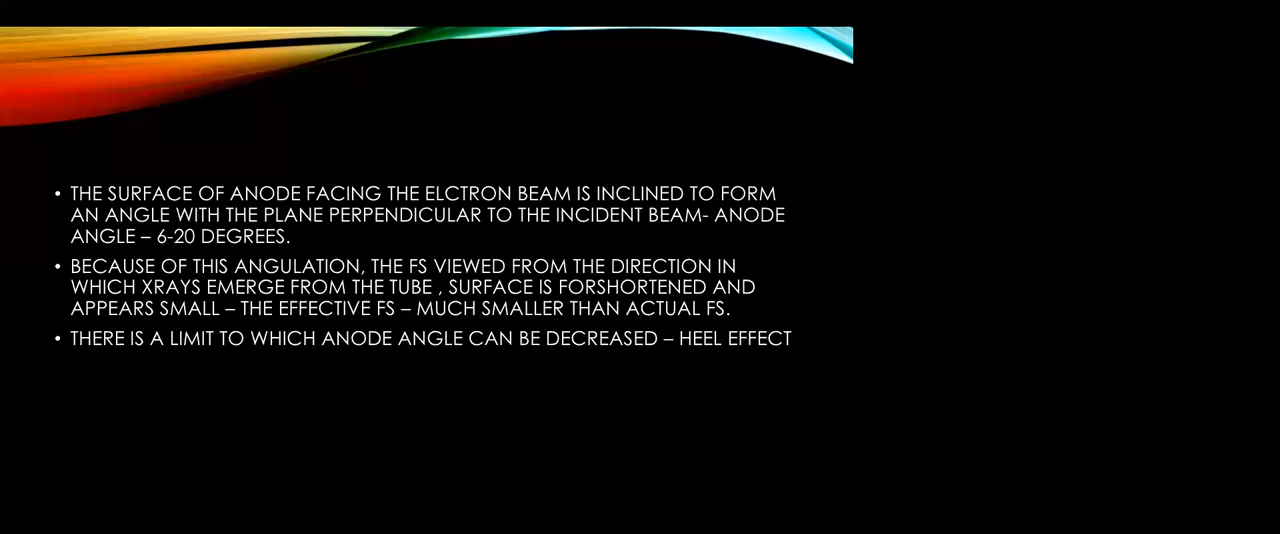 • THE SURFACE OF ANODE FACING THE ELCTRON BEAM IS INCLINED TO FORM
AN ANGLE WITH THE PLANE PERPENDICULAR TO THE INCIDENT BEAM- ANODE
ANGLE – 6-20 DEGREES.
• BECAUSE OF THIS ANGULATION, THE FS VIEWED FROM THE DIRECTION IN
WHICH XRAYS EMERGE FROM THE TUBE , SURFACE IS FORSHORTENED AND
APPEARS SMALL – THE EFFECTIVE FS – MUCH SMALLER THAN ACTUAL FS.
• THERE IS A LIMIT TO WHICH ANODE ANGLE CAN BE DECREASED – HEEL EFFECT